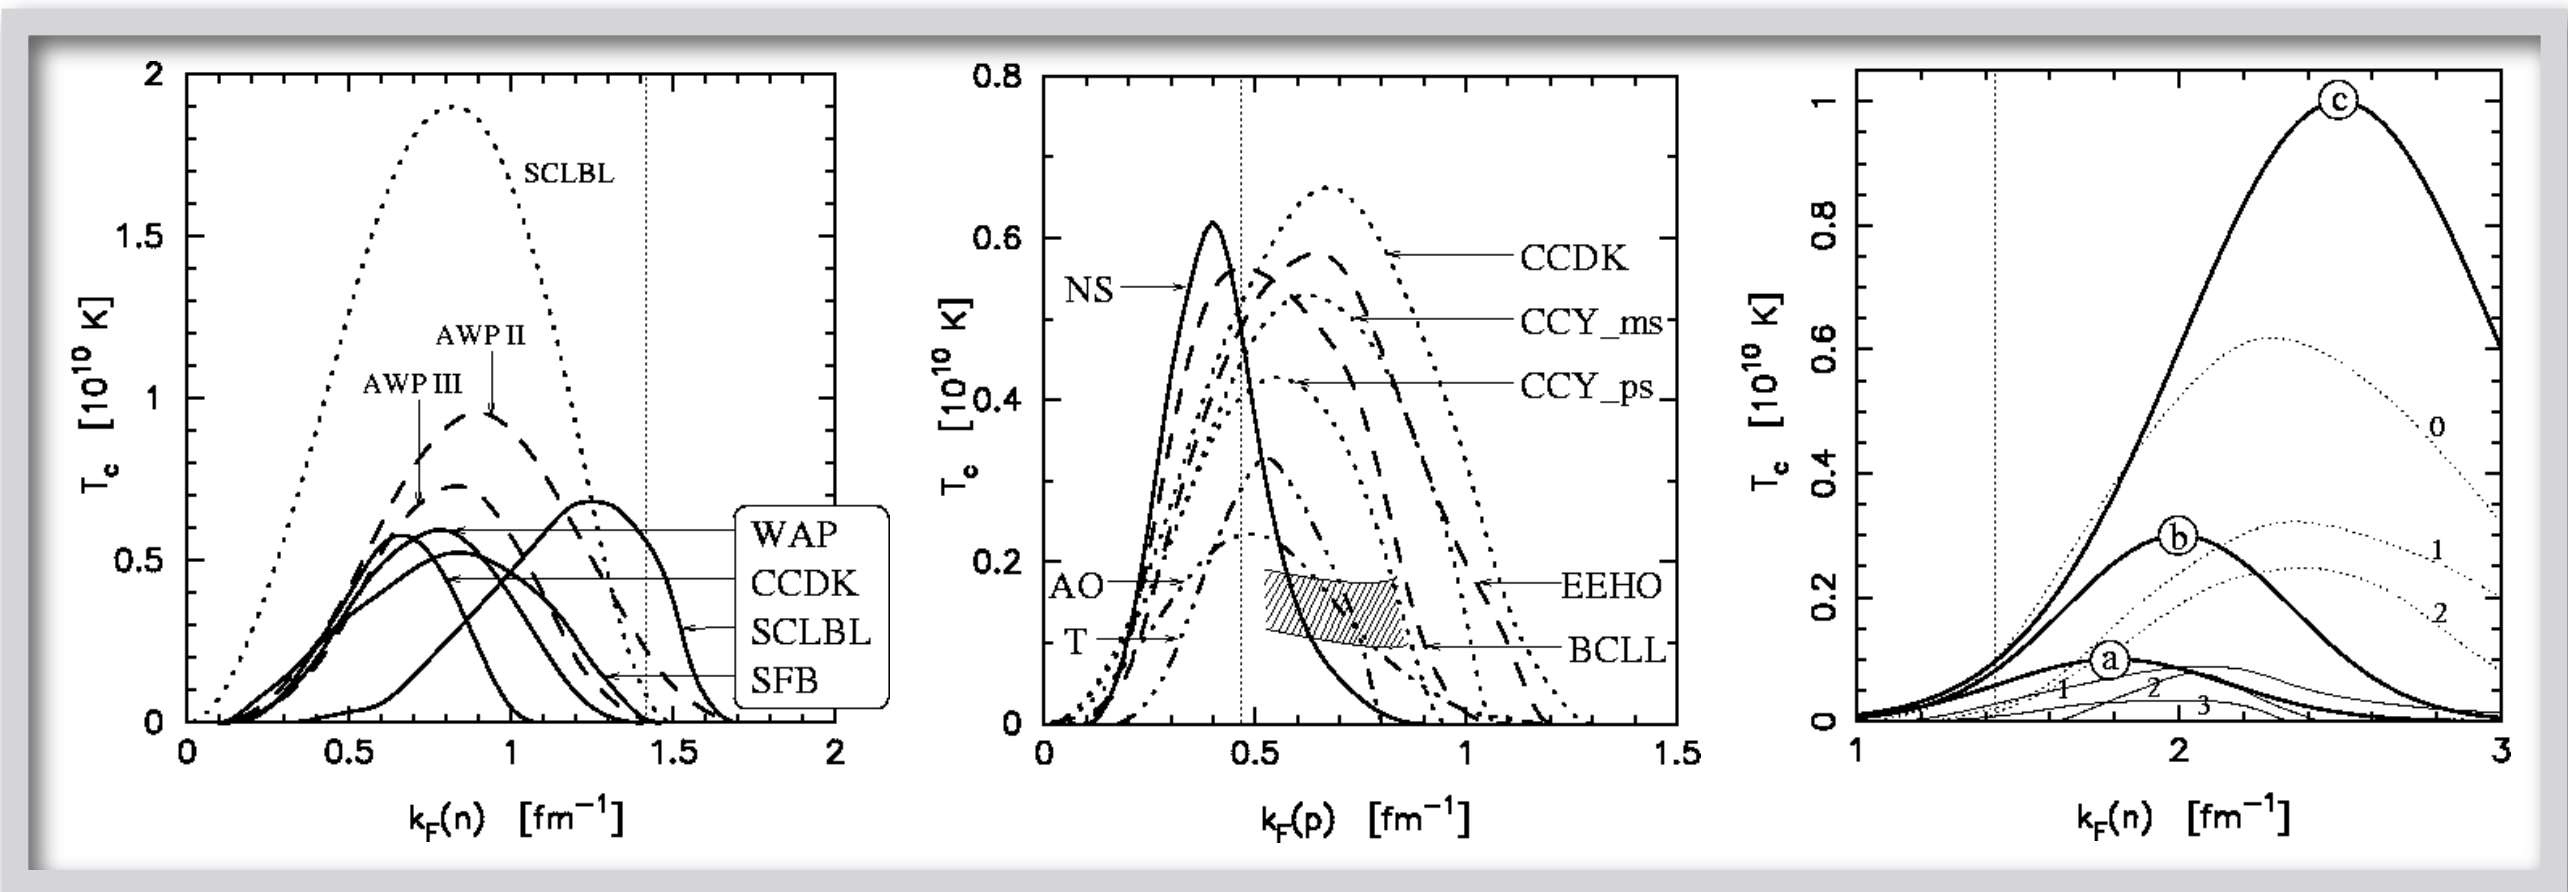 2
1.5
1
0.5
0
T_c [10^10 K]
SCLBL
AWP II
AWP III
WAP
CCDK
SCLBL
SFB
0 0.5 1 1.5 2
k_F(n) [fm^−1]
0.8
0.6
0.4
0.2
0
T_c [10^10 K]
NS
AO
T
CCDK
CCY_ms
CCY_ps
EEHO
BCLL
0 0.5 1 1.5
k_F(p) [fm^−1]
1
0.8
0.6
0.4
0.2
0
T_c [10^10 K]
c
0
b
1
2
a
1
2
3
1 2 3
k_F(n) [fm^−1]